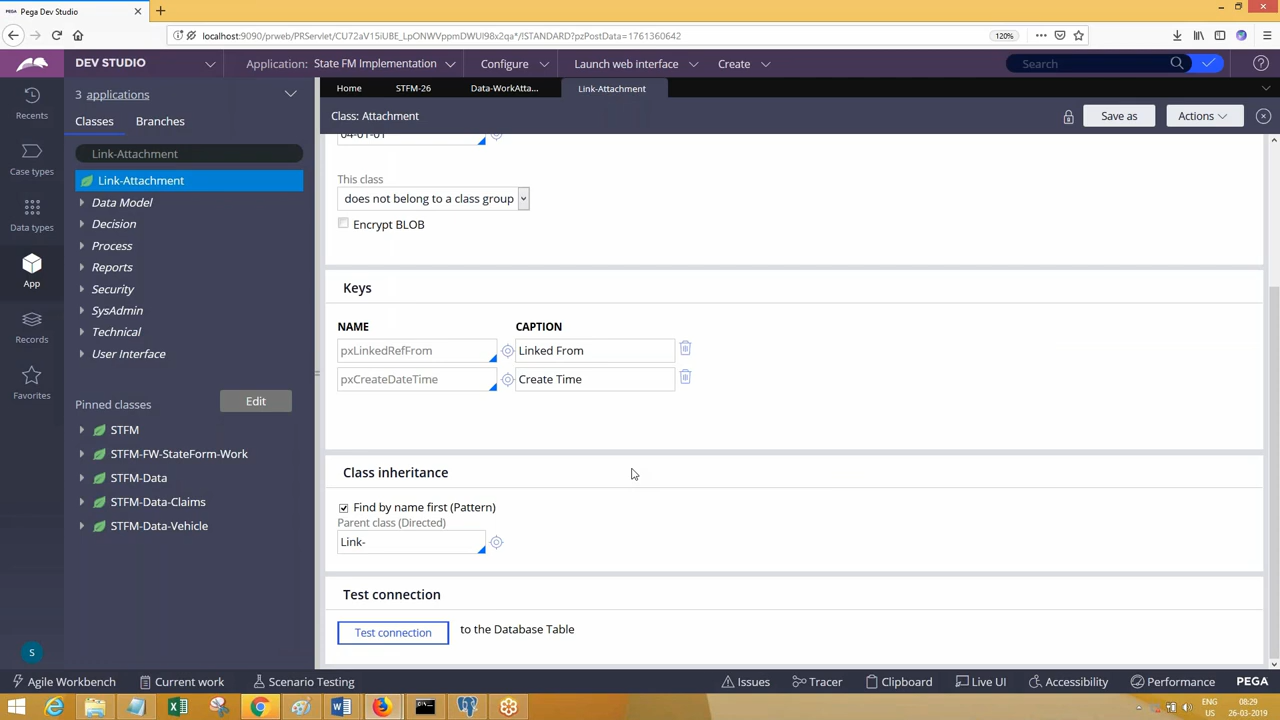 PEGA Pega Dev Studio
localhost:9090/prweb/PRServlet/CU72aV15iUBE_LpONWVppmDWUl98x2qa*/!STANDARD?pzPostData=1761360642
120%
DEV STUDIO
Application: State FM Implementation
Configure
Launch web interface
Create
Search
3 applications
Home
STFM-26
Data-WorkAtta...
Link-Attachment
Recents
Classes
Branches
Class: Attachment
Save as
Actions
04-01-01
Link-Attachment
Case types
Link-Attachment
This class
does not belong to a class group
Data Model
Decision
Encrypt BLOB
Data types
Process
Reports
App
Security
Keys
SysAdmin
NAME
CAPTION
Technical
Records
User Interface
pxLinkedRefFrom
Linked From
pxCreateDateTime
Create Time
Favorites
Pinned classes
Edit
STFM
STFM-FW-StateForm-Work
Class inheritance
STFM-Data
STFM-Data-Claims
Find by name first (Pattern)
Parent class (Directed)
STFM-Data-Vehicle
Link-
Test connection
Test connection
to the Database Table
S
Agile Workbench
Current work
Scenario Testing
Issues
Tracer
Clipboard
Live UI
Accessibility
Performance
PEGA
ENG
08:29
US
26-03-2019